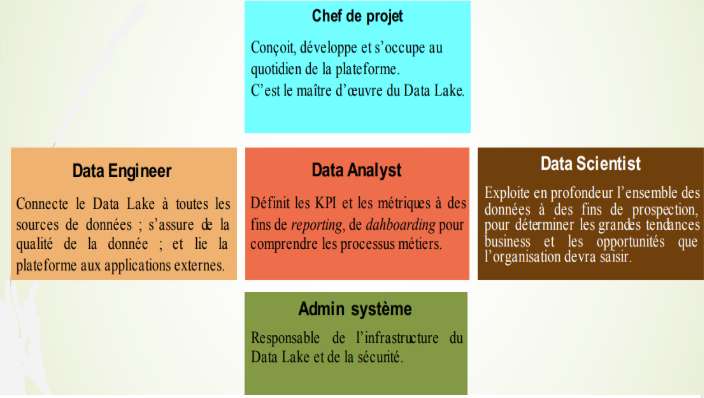 Chef de projet
Conçoit, développe et s’occupe au
quotidien de la plateforme.
C’est le maître d’œuvre du Data Lake.
Data Engineer
Connecte le Data Lake à toutes les
sources de données ; s’assure de la
qualité de la donnée ; et lie la
plateforme aux applications externes.
Data Analyst
Définit les KPI et les métriques à des
fins de reporting, de dahboarding pour
comprendre les processus métiers.
Data Scientist
Exploite en profondeur l’ensemble des
données à des fins de prospection,
pour déterminer les grandes tendances
business et les opportunités que
l’organisation devra saisir.
Admin système
Responsable de l’infrastructure du
Data Lake et de la sécurité.